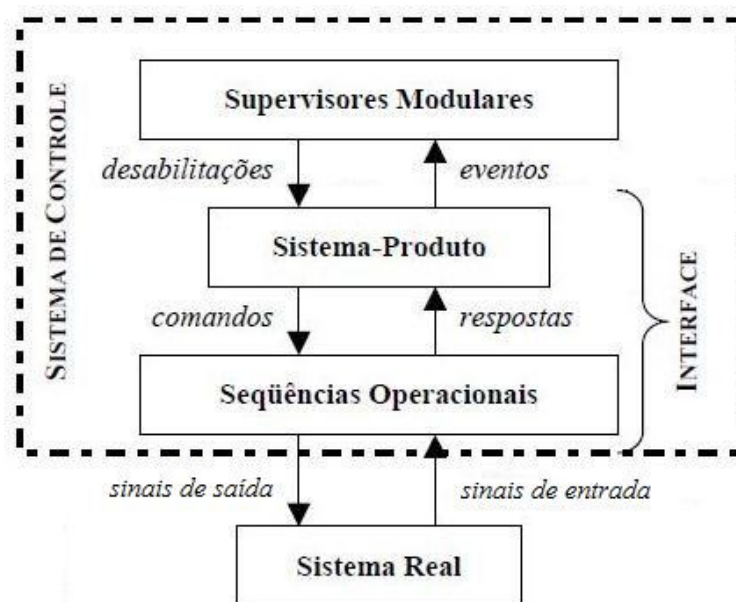 SISTEMA DE CONTROLE
Supervisores Modulares
desabilitações
eventos
Sistema-Produto
comandos
respostas
INTERFACE
Seqüências Operacionais
sinais de saída
sinais de entrada
Sistema Real